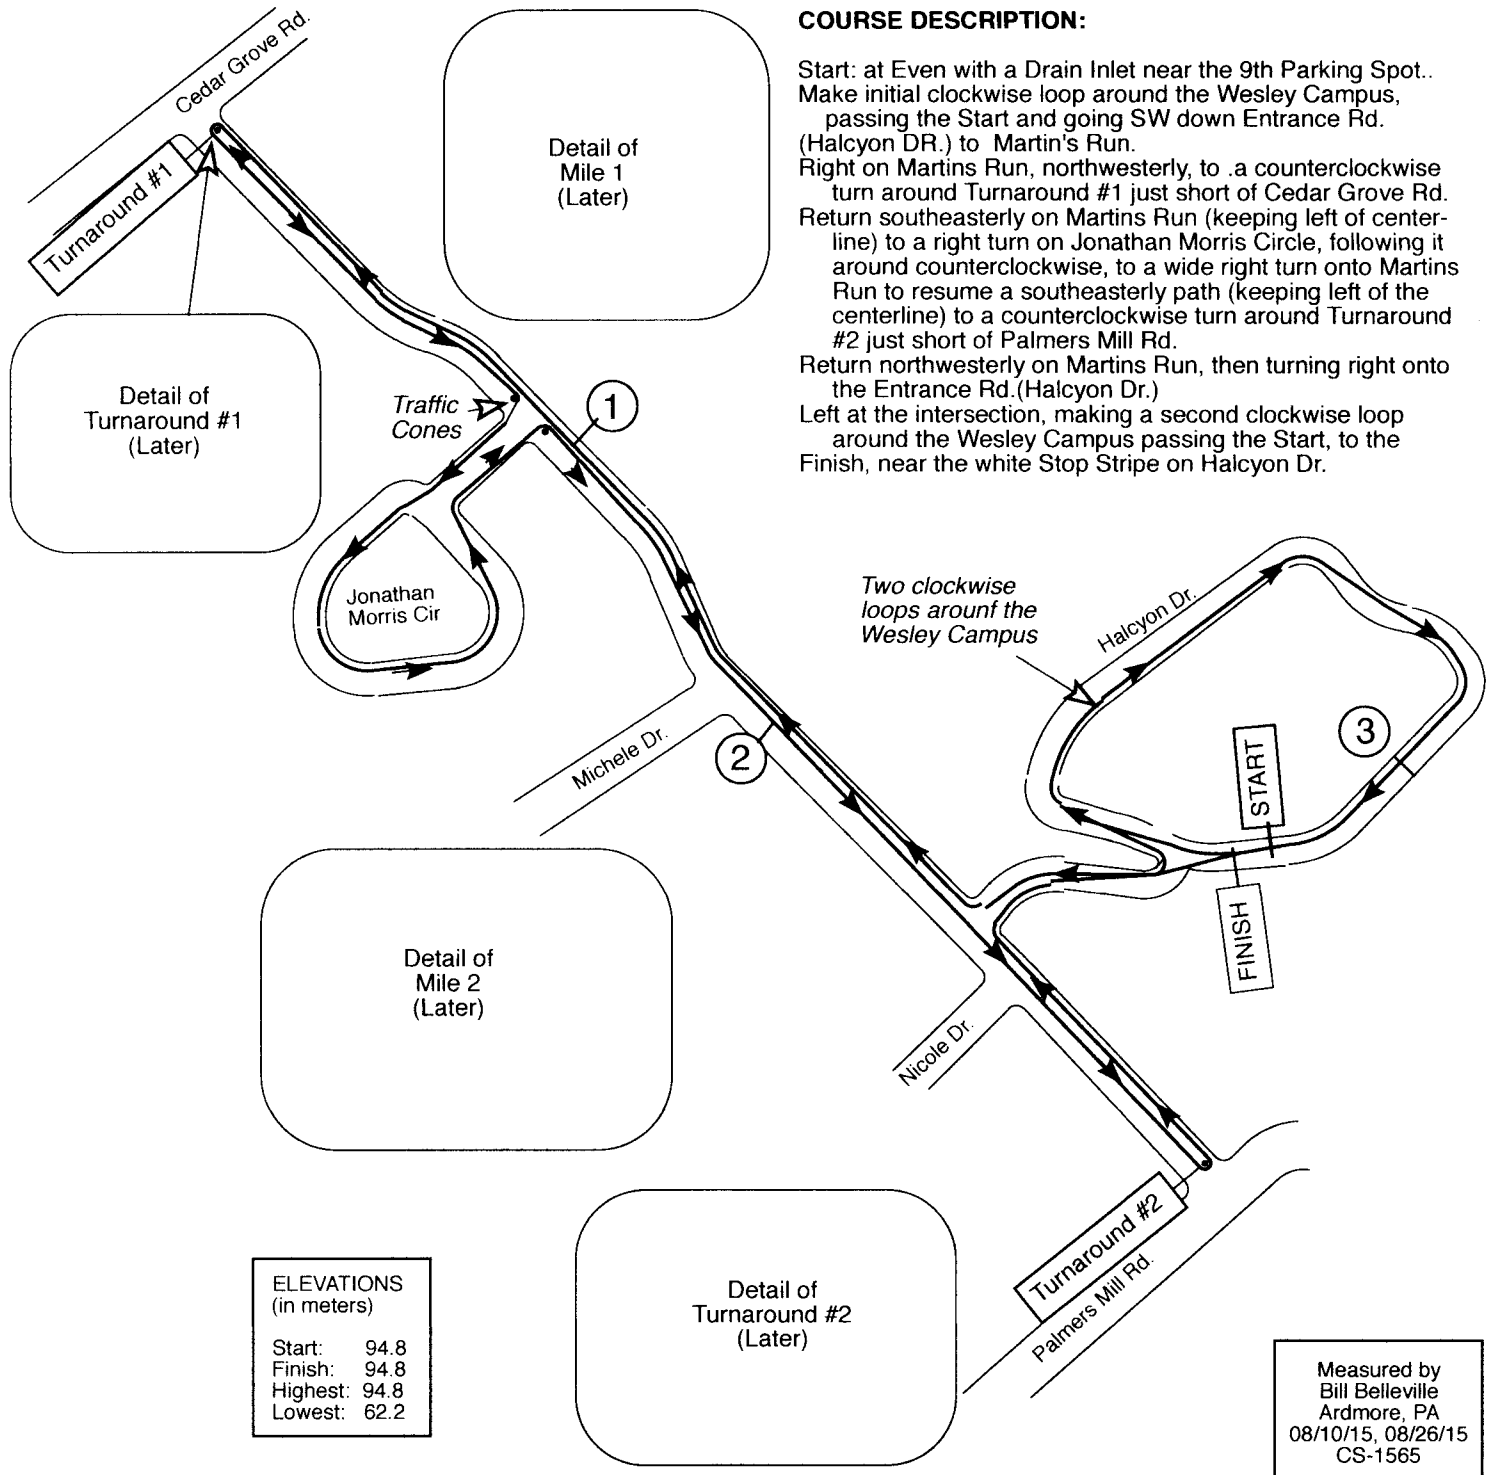 COURSE DESCRIPTION:
Start: at Even with a Drain Inlet near the 9th Parking Spot..
Make initial clockwise loop around the Wesley Campus,
passing the Start and going SW down Entrance Rd.
(Halcyon DR.) to Martin's Run.
Right on Martins Run, northwesterly, to .a counterclockwise
turn around Turnaround #1 just short of Cedar Grove Rd.
Return southeasterly on Martins Run (keeping left of center-
line) to a right turn on Jonathan Morris Circle, following it
around counterclockwise, to a wide right turn onto Martins
Run to resume a southeasterly path (keeping left of the
centerline) to a counterclockwise turn around Turnaround
#2 just short of Palmers Mill Rd.
Return northwesterly on Martins Run, then turning right onto
the Entrance Rd.(Halcyon Dr.)
Left at the intersection, making a second clockwise loop
around the Wesley Campus passing the Start, to the
Finish, near the white Stop Stripe on Halcyon Dr.
Cedar Grove Rd.
Turnaround #1
Detail of
Mile 1
(Later)
Detail of
Turnaround #1
(Later)
Traffic
Cones
1
Jonathan
Morris Cir
Two clockwise
loops arounf the
Wesley Campus
Halcyon Dr.
Michele Dr.
2
3
START
FINISH
Detail of
Mile 2
(Later)
Nicole Dr.
Turnaround #2
Palmers Mill Rd.
Detail of
Turnaround #2
(Later)
ELEVATIONS
(in meters)
Start: 94.8
Finish: 94.8
Highest: 94.8
Lowest: 62.2
Measured by
Bill Belleville
Ardmore, PA
08/10/15, 08/26/15
CS-1565